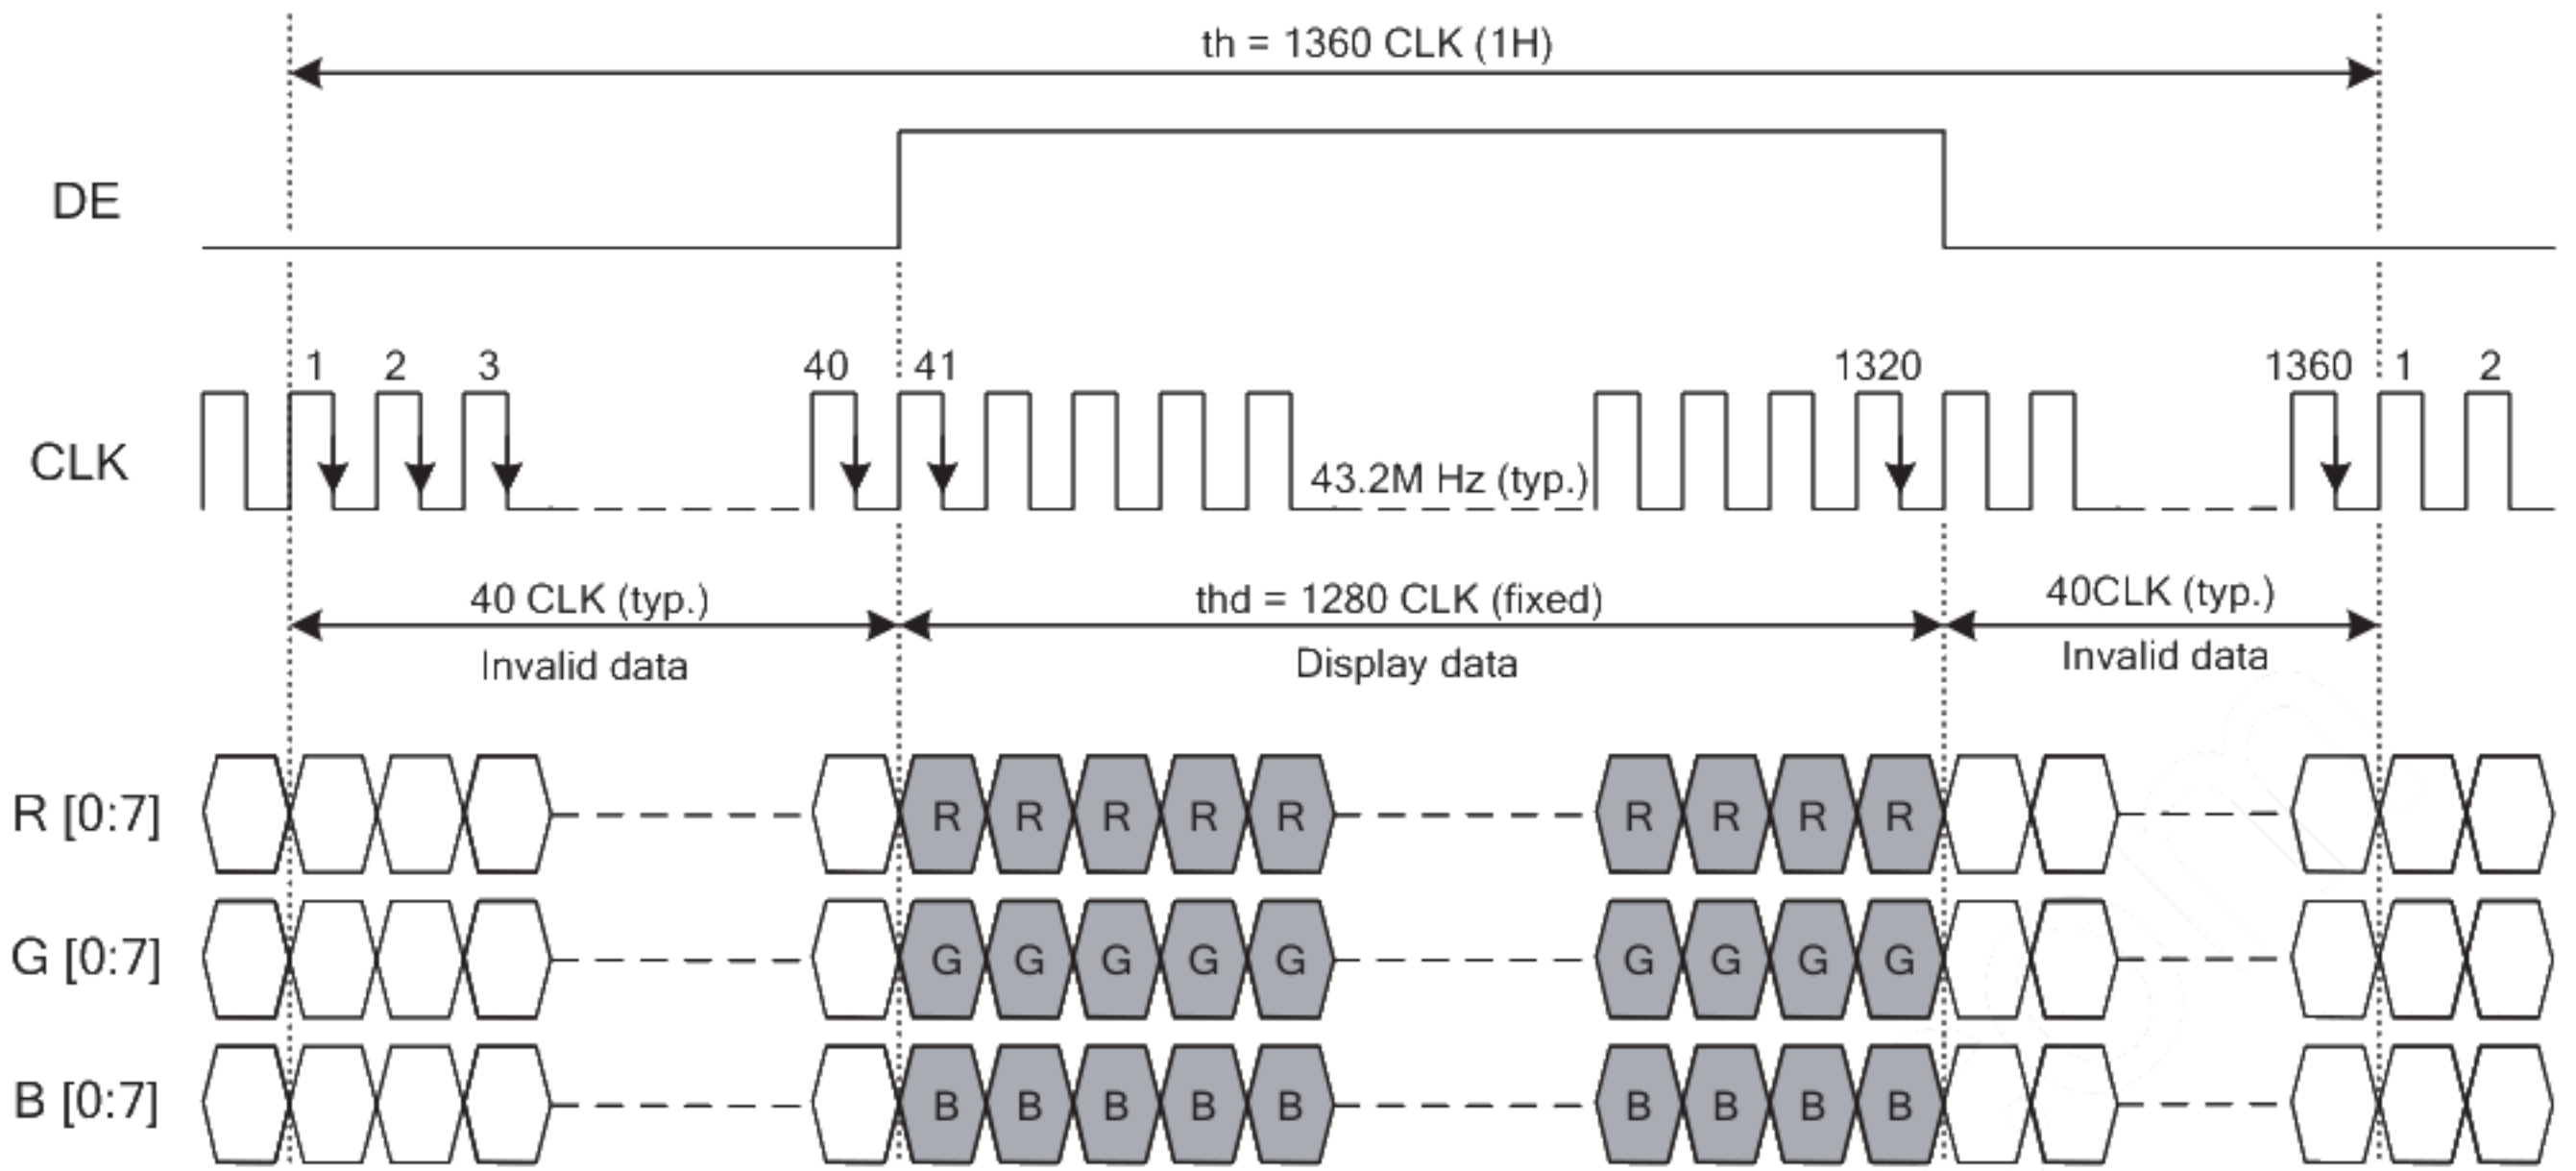 th = 1360 CLK (1H)
DE
1 2 3 40 41 1320 1360 1 2
CLK
43.2M Hz (typ.)
40 CLK (typ.) thd = 1280 CLK (fixed) 40CLK (typ.)
Invalid data Display data Invalid data
R [0:7] R R R R R R R R R
G [0:7] G G G G G G G G G
B [0:7] B B B B B B B B B